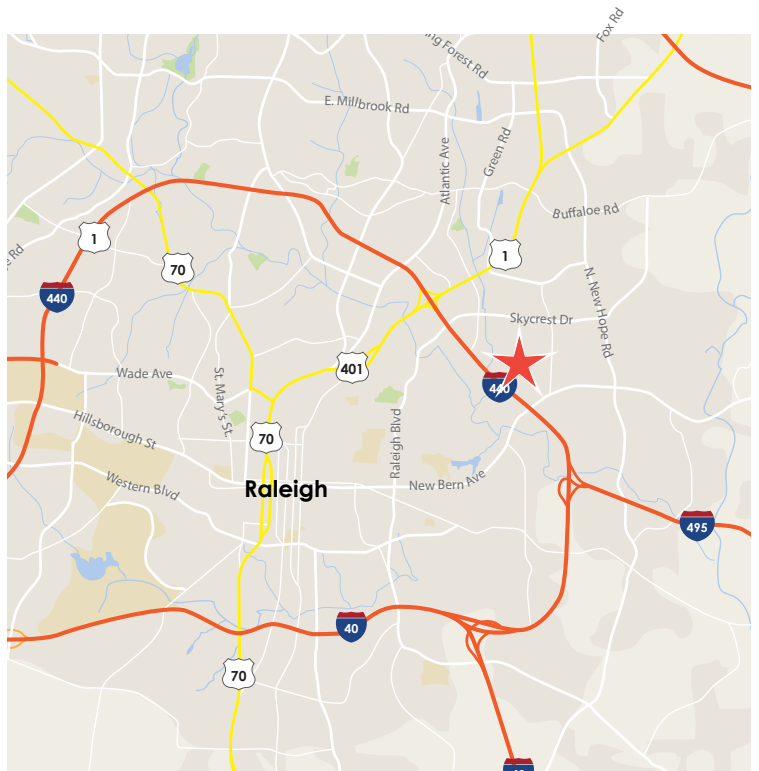 Fox Rd
Forest Rd
E. Millbrook Rd
Green Rd
Atlantic Ave
Buffaloe Rd
1
Rd
1
70
440
N. New Hope Rd
Skycrest Dr
401
Wade Ave
St. Mary's St.
440
Hillsborough St
Raleigh Blvd
70
Western Blvd
Raleigh
New Bern Ave
495
40
70